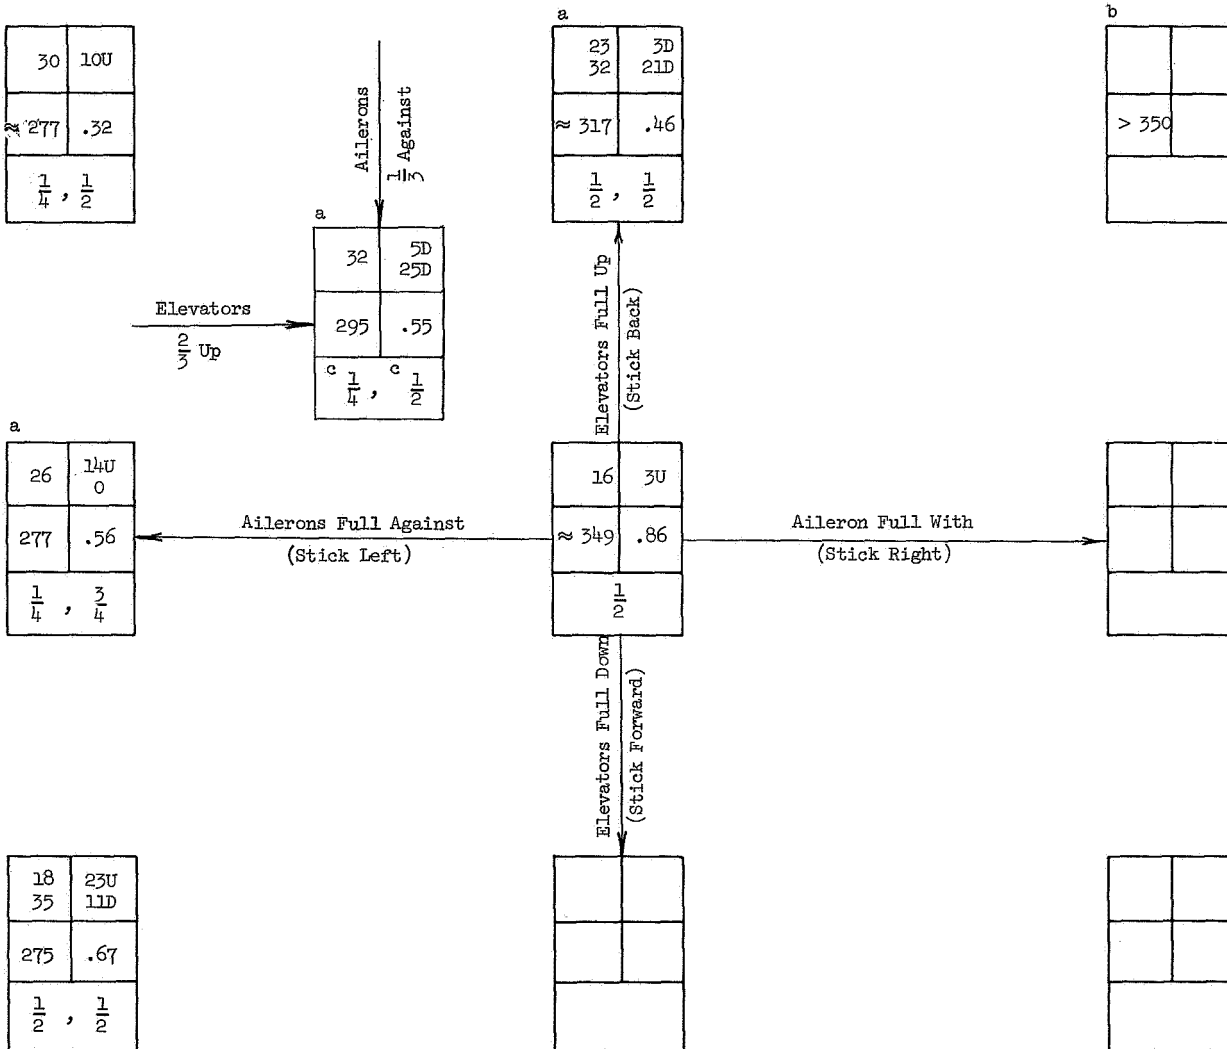 a
b
30 10U
≈ 277 .32
1/4 , 1/2
Ailerons
1/3 Against
23 3D
32 21D
≈ 317 .46
1/2 , 1/2
> 350
a
32 5D
25D
295 .55
c 1/4 , c 1/2
Elevators
2/3 Up
Elevators Full Up
(Stick Back)
a
26 14U
0
277 .56
1/4 , 3/4
Ailerons Full Against
(Stick Left)
16 3U
≈ 349 .86
1/2
Aileron Full With
(Stick Right)
Elevators Full Down
(Stick Forward)
18 23U
35 11D
275 .67
1/2 , 1/2